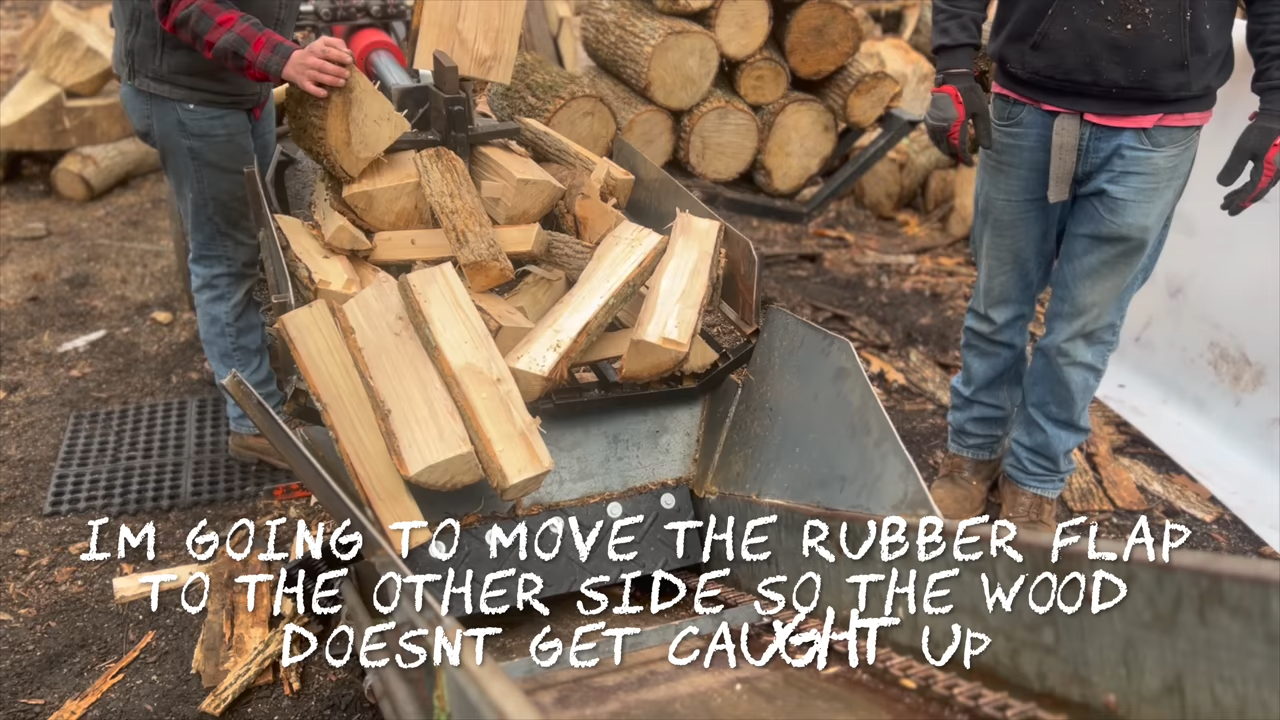 IM GOING TO MOVE THE RUBBER FLAP
TO THE OTHER SIDE SO THE WOOD
DOESNT GET CAUGHT UP